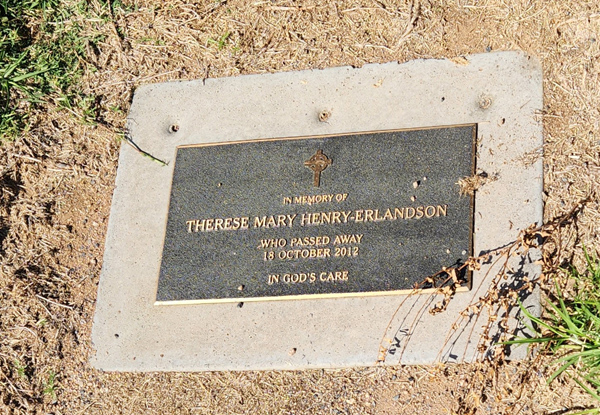 IN MEMORY OF
THERESE MARY HENRY-ERLANDSON
WHO PASSED AWAY
18 OCTOBER 2012
IN GOD'S CARE